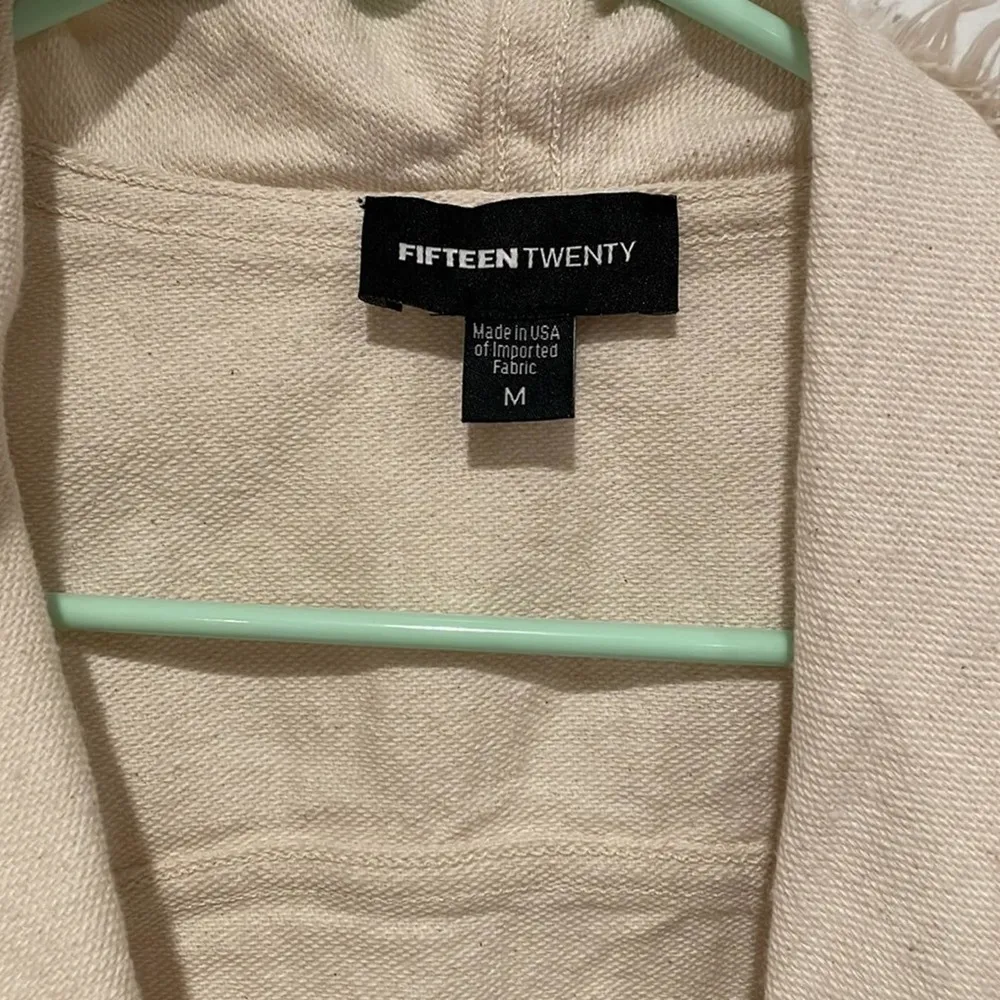 FIFTEEN TWENTY
Made in USA
of Imported
Fabric
M